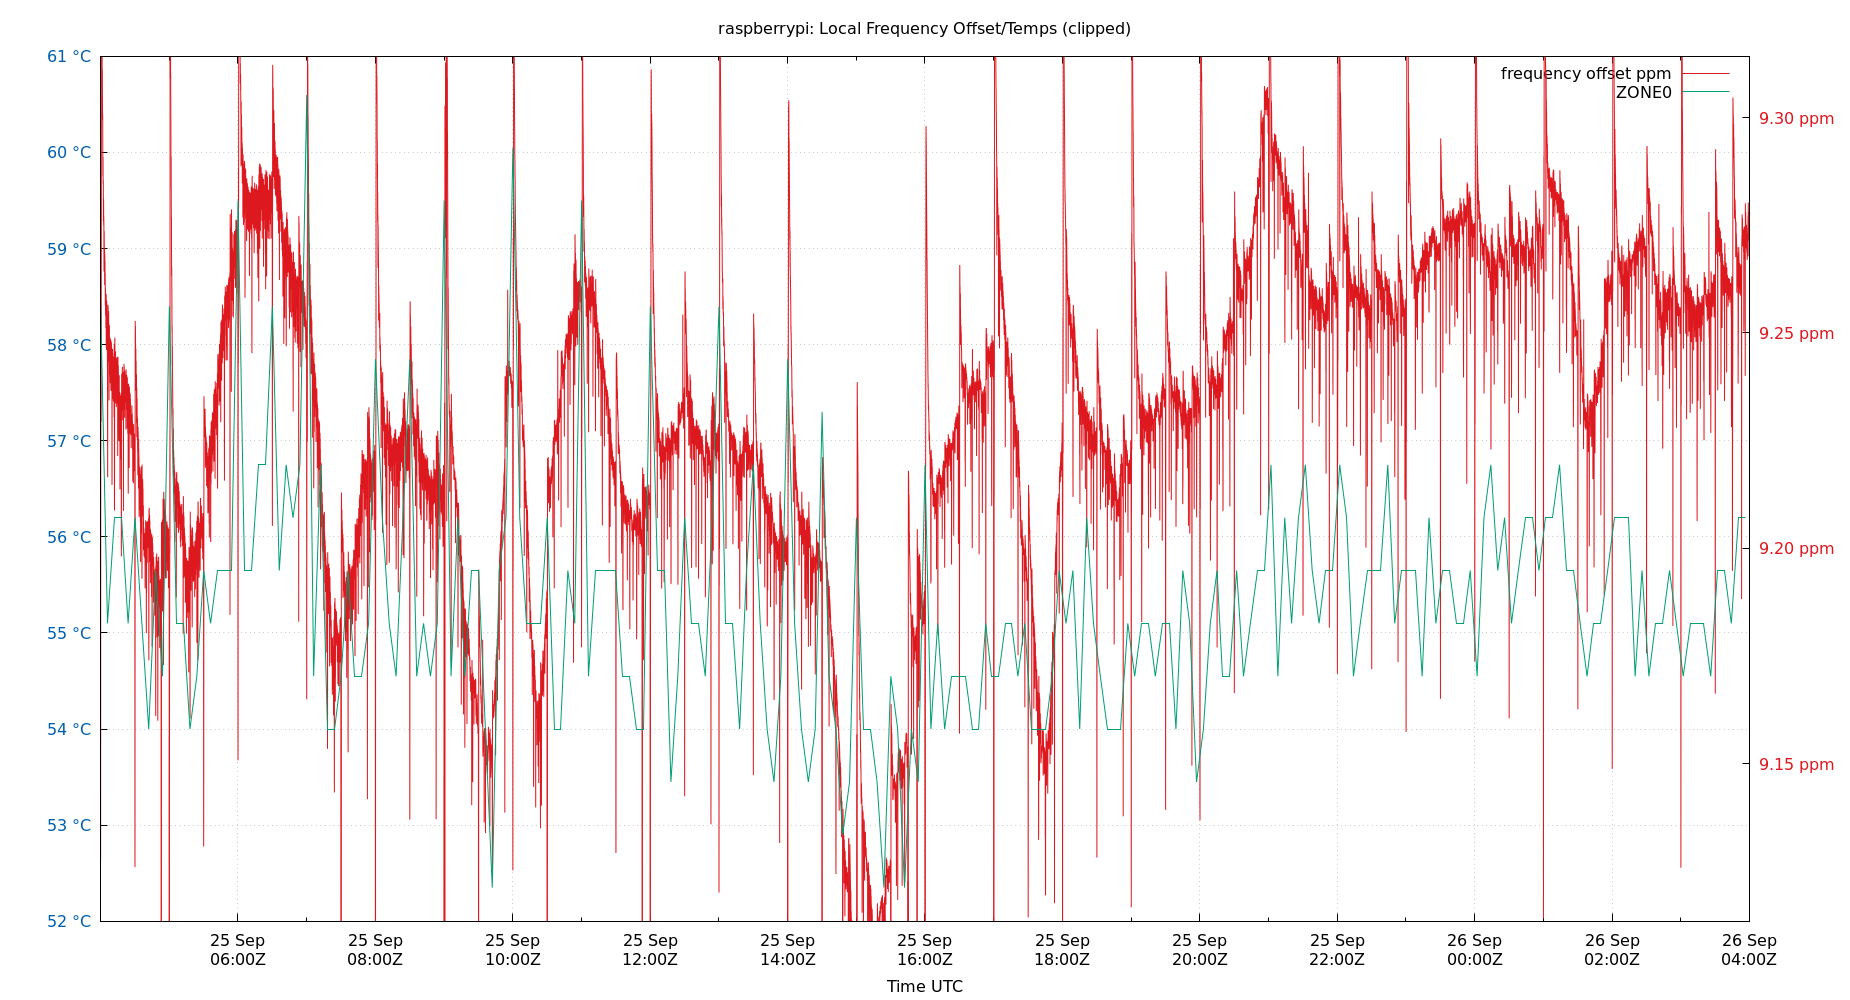 raspberrypi: Local Frequency Offset/Temps (clipped)
61 °C
60 °C
59 °C
58 °C
57 °C
56 °C
55 °C
54 °C
53 °C
52 °C
frequency offset ppm
ZONE0
9.30 ppm
9.25 ppm
9.20 ppm
9.15 ppm
25 Sep
06:00Z
25 Sep
08:00Z
25 Sep
10:00Z
25 Sep
12:00Z
25 Sep
14:00Z
25 Sep
16:00Z
25 Sep
18:00Z
25 Sep
20:00Z
25 Sep
22:00Z
26 Sep
00:00Z
26 Sep
02:00Z
26 Sep
04:00Z
Time UTC